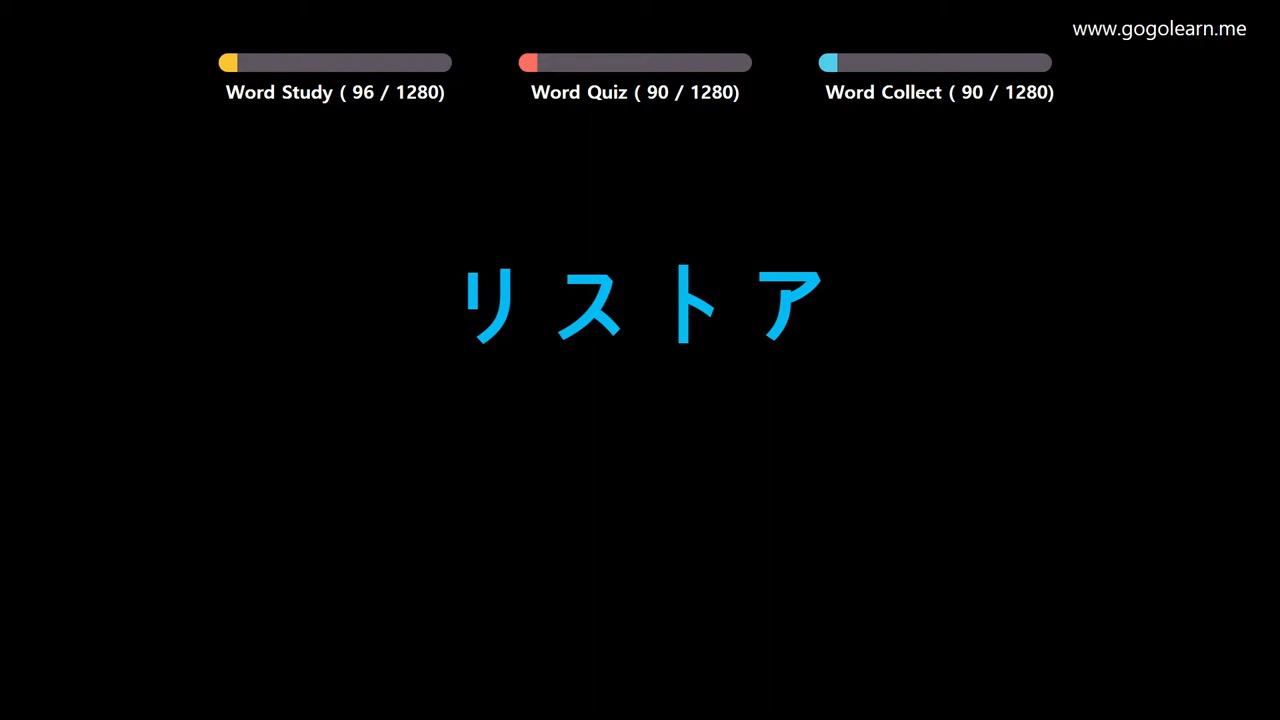 www.gogolearn.me
Word Study ( 96 / 1280)
Word Quiz ( 90 / 1280)
Word Collect ( 90 / 1280)
リストア